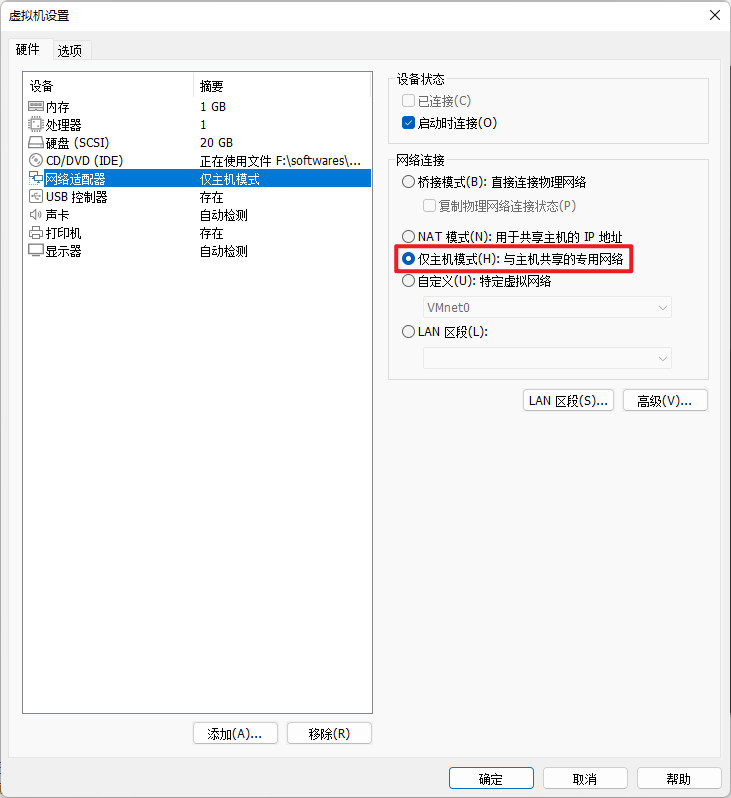 虚拟机设置
硬件 选项
设备 摘要
内存 1 GB
处理器 1
硬盘 (SCSI) 20 GB
CD/DVD (IDE) 正在使用文件 F:\softwares\...
网络适配器 仅主机模式
USB 控制器 存在
声卡 自动检测
打印机 存在
显示器 自动检测
添加(A)... 移除(R)
设备状态
已连接(C)
启动时连接(O)
网络连接
桥接模式(B): 直接连接物理网络
复制物理网络连接状态(P)
NAT 模式(N): 用于共享主机的 IP 地址
仅主机模式(H): 与主机共享的专用网络
自定义(U): 特定虚拟网络
VMnet0
LAN 区段(L):
LAN 区段(S)... 高级(V)...
确定 取消 帮助